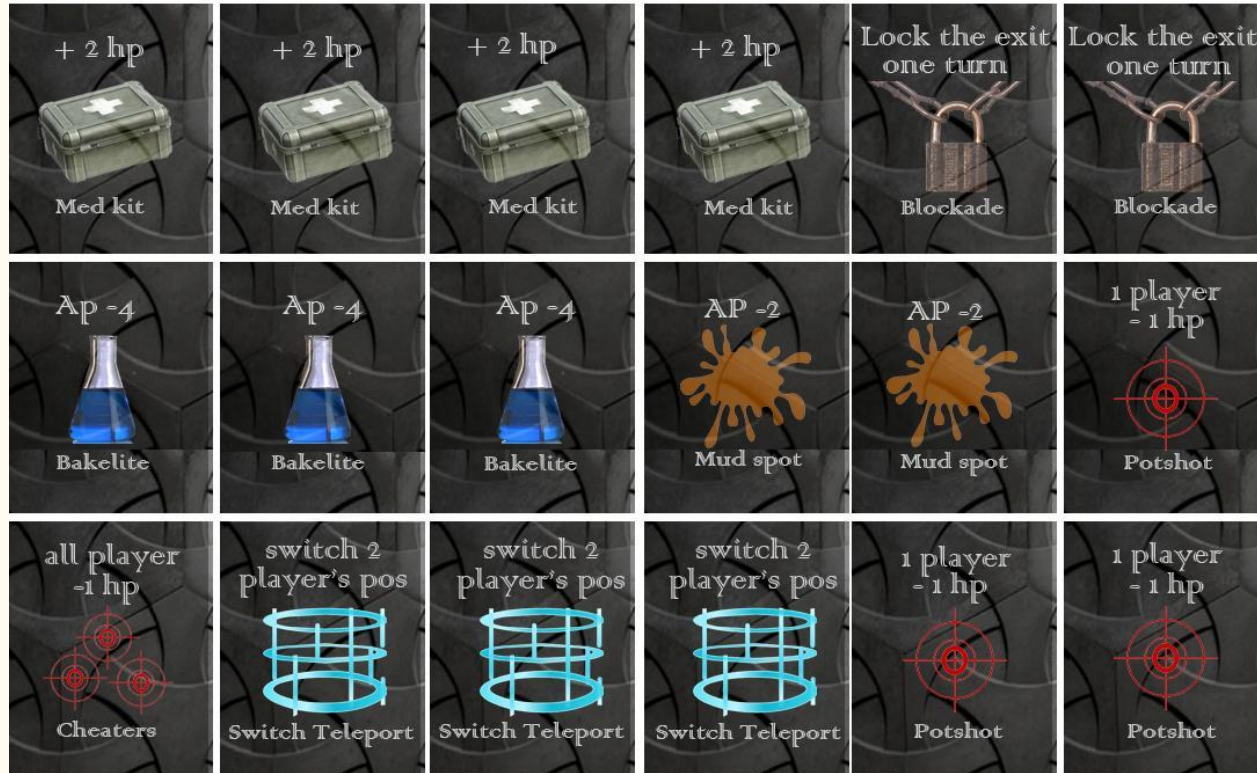 + 2 hp
Med kit
+ 2 hp
Med kit
+ 2 hp
Med kit
+ 2 hp
Med kit
Lock the exit
one turn
Blockade
Lock the exit
one turn
Blockade
Ap -4
Bakelite
Ap -4
Bakelite
Ap -4
Bakelite
AP -2
Mud spot
AP -2
Mud spot
1 player
- 1 hp
Potshot
all player
-1 hp
Cheaters
switch 2
player's pos
Switch Teleport
switch 2
player's pos
Switch Teleport
switch 2
player's pos
Switch Teleport
1 player
- 1 hp
Potshot
1 player
- 1 hp
Potshot